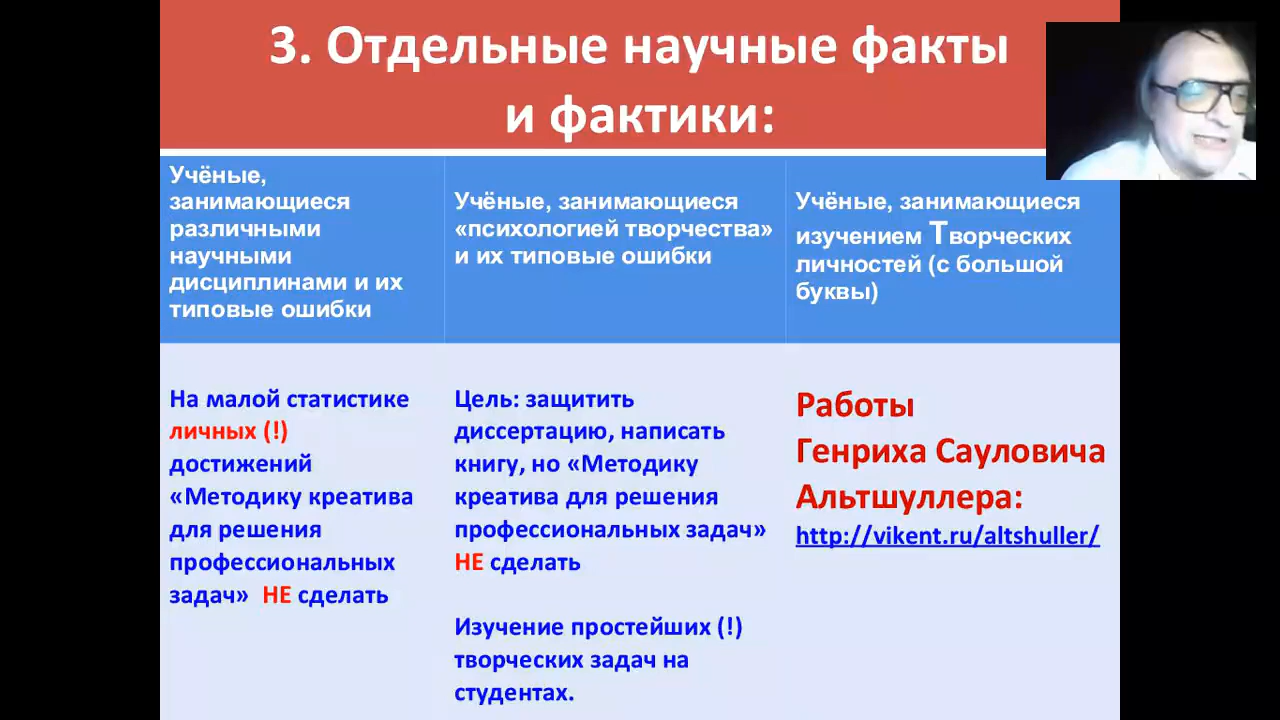 3. Отдельные научные факты
и фактики:
Учёные,
занимающиеся
различными
научными
дисциплинами и их
типовые ошибки
Учёные, занимающиеся
«психологией творчества»
и их типовые ошибки
Учёные, занимающиеся
изучением Творческих
личностей (с большой
буквы)
На малой статистике
личных (!)
достижений
«Методику креатива
для решения
профессиональных
задач» НЕ сделать
Цель: защитить
диссертацию, написать
книгу, но «Методику
креатива для решения
профессиональных задач»
НЕ сделать
Изучение простейших (!)
творческих задач на
студентах.
Работы
Генриха Сауловича
Альтшуллера:
http://vikent.ru/altshuller/